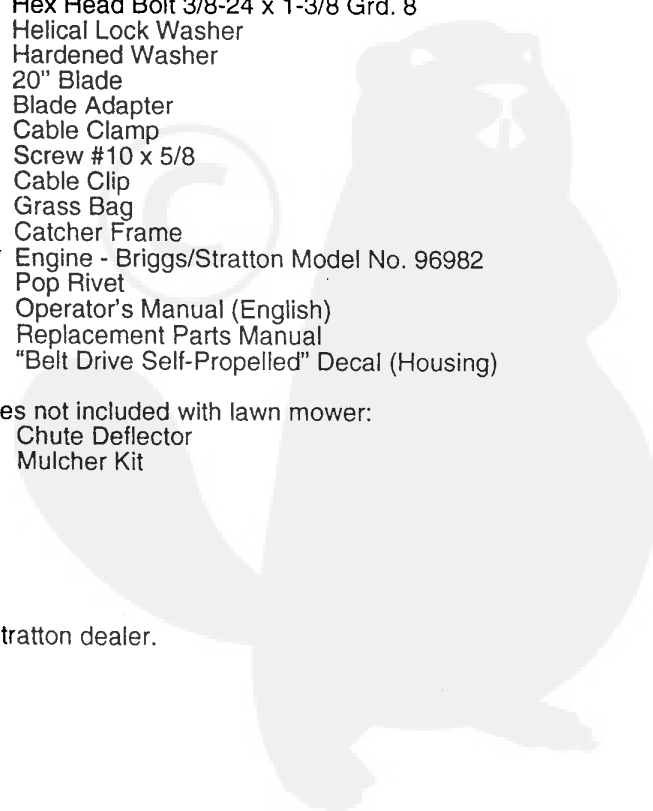 Hex Head Bolt 3/8-24 x 1-3/8 Grd. 8
Helical Lock Washer
Hardened Washer
20" Blade
Blade Adapter
Cable Clamp
Screw #10 x 5/8
Cable Clip
Grass Bag
Catcher Frame
Engine - Briggs/Stratton Model No. 96982
Pop Rivet
Operator's Manual (English)
Replacement Parts Manual
"Belt Drive Self-Propelled" Decal (Housing)
es not included with lawn mower:
Chute Deflector
Mulcher Kit
tratton dealer.
©